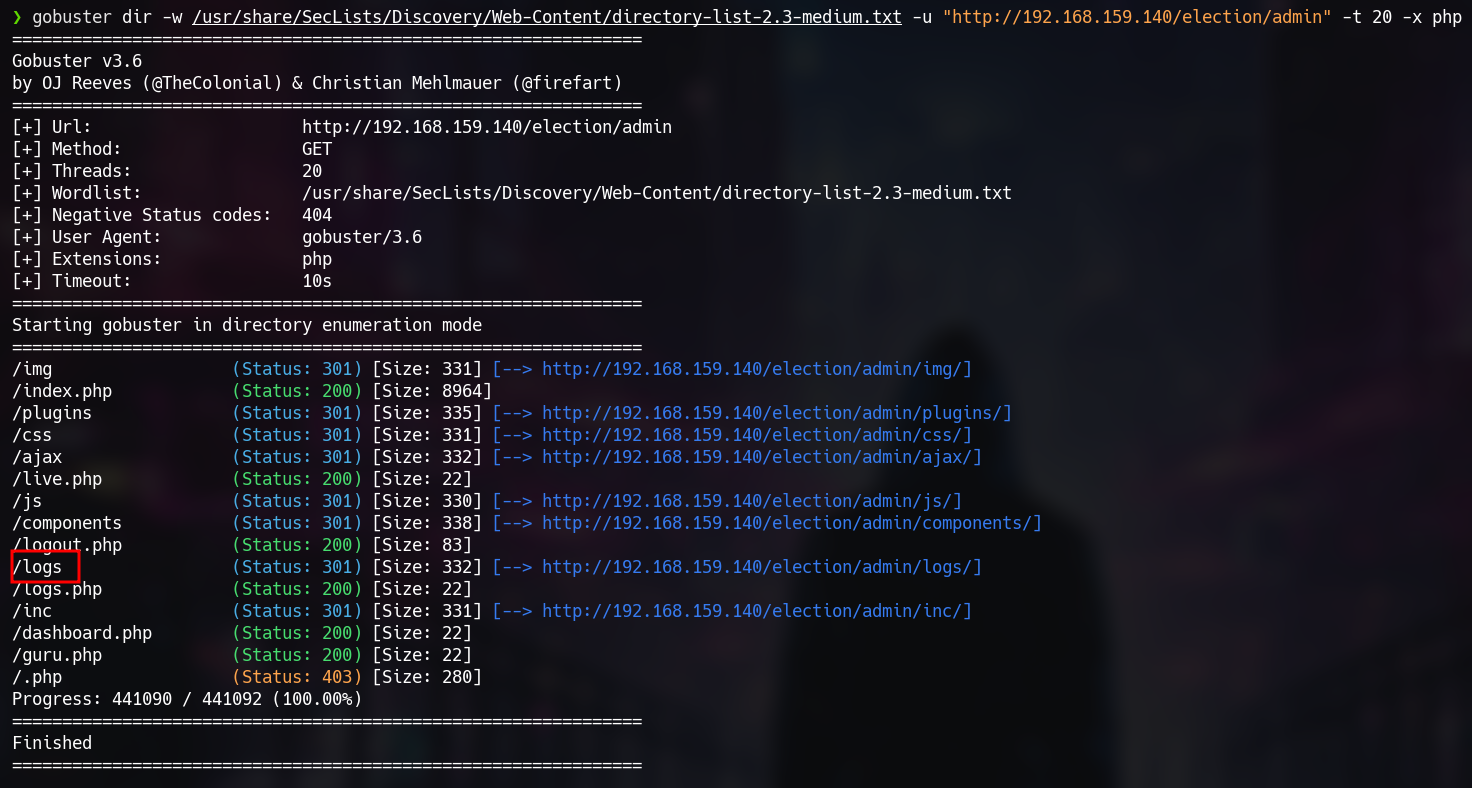 ❯ gobuster dir -w /usr/share/SecLists/Discovery/Web-Content/directory-list-2.3-medium.txt -u "http://192.168.159.140/election/admin" -t 20 -x php
===============================================================
Gobuster v3.6
by OJ Reeves (@TheColonial) & Christian Mehlmauer (@firefart)
===============================================================
[+] Url:                     http://192.168.159.140/election/admin
[+] Method:                  GET
[+] Threads:                 20
[+] Wordlist:                /usr/share/SecLists/Discovery/Web-Content/directory-list-2.3-medium.txt
[+] Negative Status codes:   404
[+] User Agent:              gobuster/3.6
[+] Extensions:              php
[+] Timeout:                 10s
===============================================================
Starting gobuster in directory enumeration mode
===============================================================
/img                  (Status: 301) [Size: 331] [--> http://192.168.159.140/election/admin/img/]
/index.php            (Status: 200) [Size: 8964]
/plugins              (Status: 301) [Size: 335] [--> http://192.168.159.140/election/admin/plugins/]
/css                  (Status: 301) [Size: 331] [--> http://192.168.159.140/election/admin/css/]
/ajax                 (Status: 301) [Size: 332] [--> http://192.168.159.140/election/admin/ajax/]
/live.php             (Status: 200) [Size: 22]
/js                   (Status: 301) [Size: 330] [--> http://192.168.159.140/election/admin/js/]
/components           (Status: 301) [Size: 338] [--> http://192.168.159.140/election/admin/components/]
/logout.php           (Status: 200) [Size: 83]
/logs                 (Status: 301) [Size: 332] [--> http://192.168.159.140/election/admin/logs/]
/logs.php             (Status: 200) [Size: 22]
/inc                  (Status: 301) [Size: 331] [--> http://192.168.159.140/election/admin/inc/]
/dashboard.php        (Status: 200) [Size: 22]
/guru.php             (Status: 200) [Size: 22]
/.php                 (Status: 403) [Size: 280]
Progress: 441090 / 441092 (100.00%)
===============================================================
Finished
===============================================================